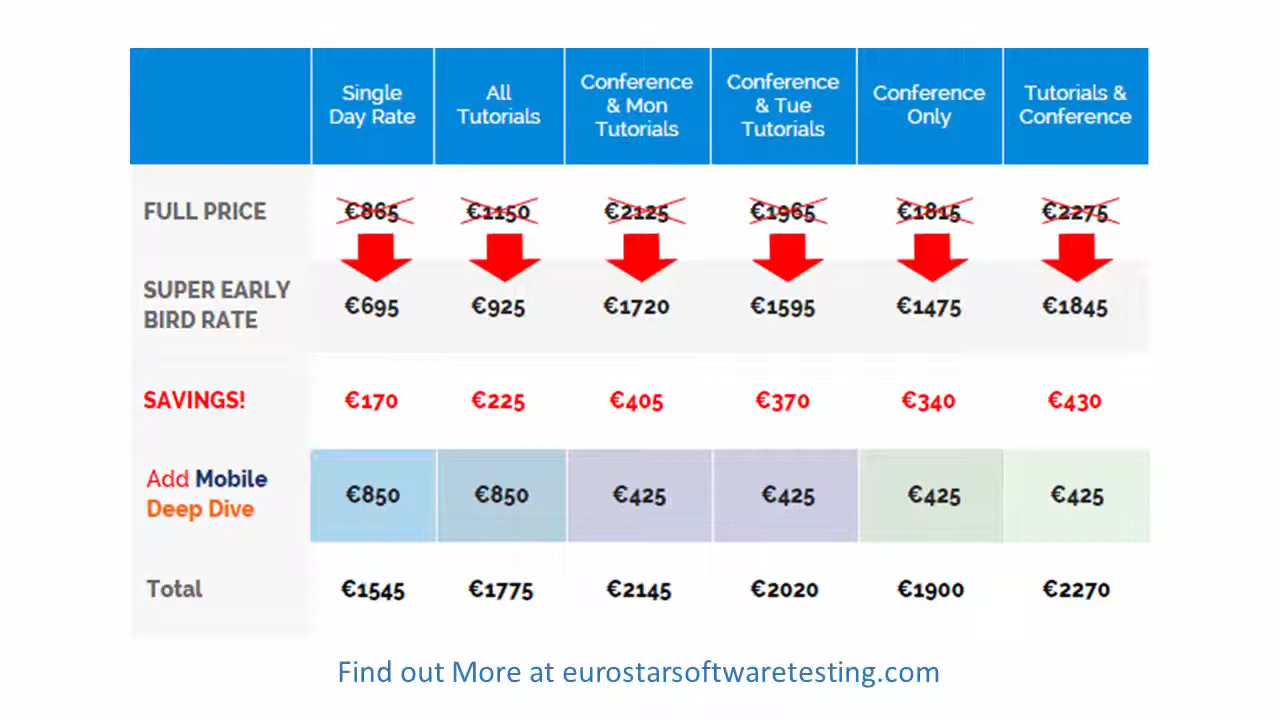 Single Day Rate All Tutorials Conference & Mon Tutorials Conference & Tue Tutorials Conference Only Tutorials & Conference
FULL PRICE €865 €1150 €2125 €1965 €1815 €2275
SUPER EARLY BIRD RATE €695 €925 €1720 €1595 €1475 €1845
SAVINGS! €170 €225 €405 €370 €340 €430
Add Mobile Deep Dive €850 €850 €425 €425 €425 €425
Total €1545 €1775 €2145 €2020 €1900 €2270
Find out More at eurostarsoftwaretesting.com